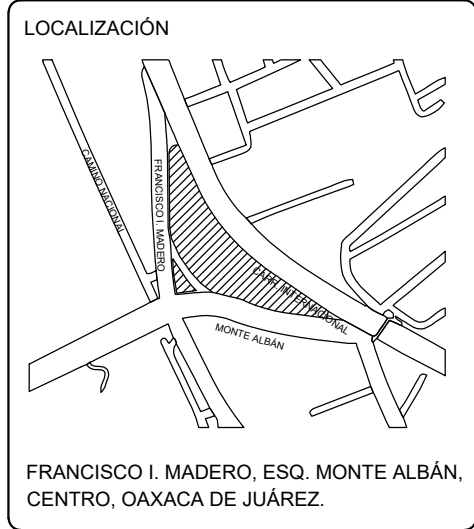 LOCALIZACIÓN
CAMINO NACIONAL
FRANCISCO I. MADERO
CARR. INTERNACIONAL
MONTE ALBÁN
FRANCISCO I. MADERO, ESQ. MONTE ALBÁN,
CENTRO, OAXACA DE JUÁREZ.